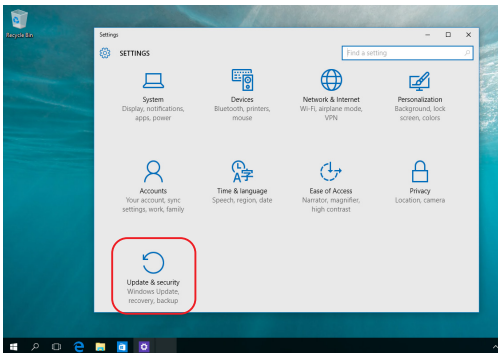 Recycle Bin
Settings
SETTINGS
Find a setting
System
Display, notifications,
apps, power
Devices
Bluetooth, printers,
mouse
Network & Internet
Wi-Fi, airplane mode,
VPN
Personalization
Background, lock
screen, colors
Accounts
Your account, sync
settings, work, family
Time & language
Speech, region, date
Ease of Access
Narrator, magnifier,
high contrast
Privacy
Location, camera
Update & security
Windows Update,
recovery, backup